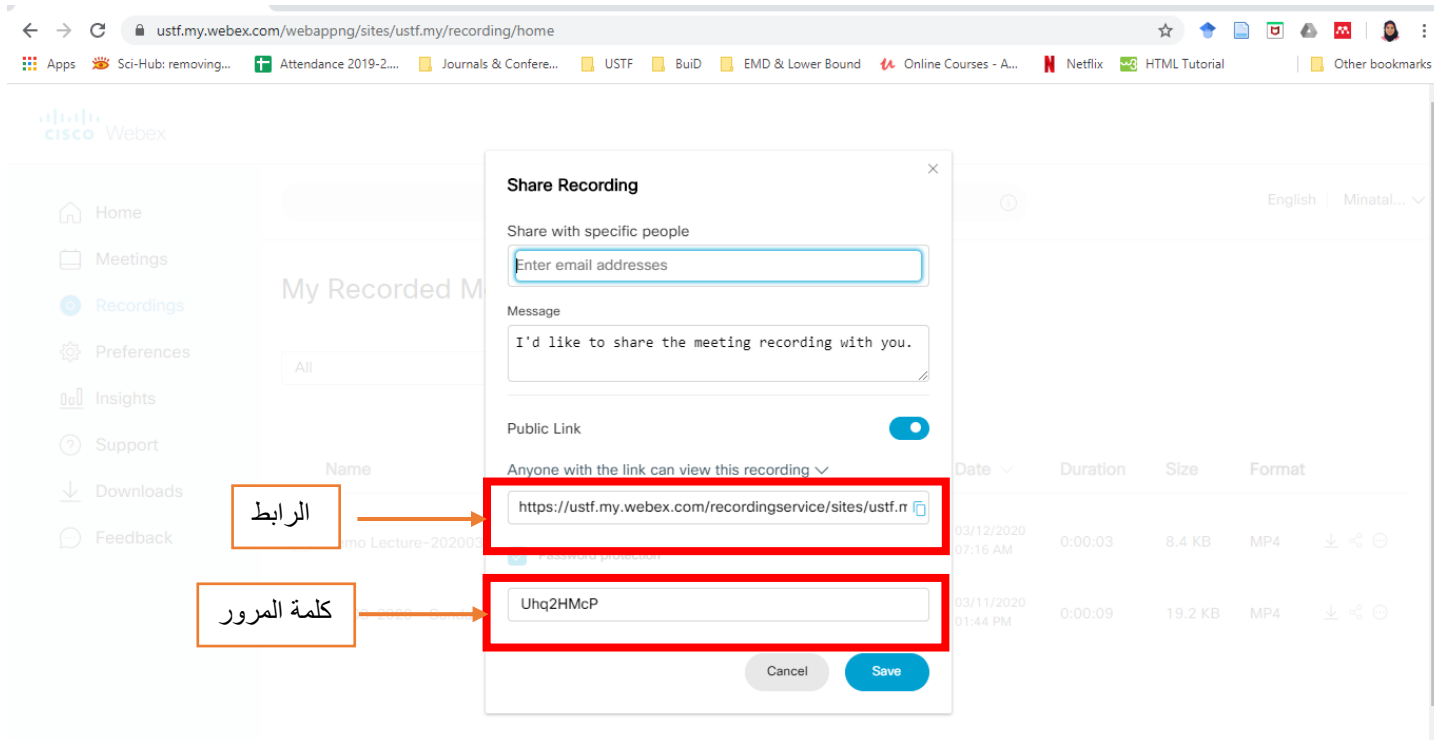 ustf.my.webex.com/webappng/sites/ustf.my/recording/home
Apps Sci-Hub: removing... Attendance 2019-2.... Journals & Confere... USTF BuiD EMD & Lower Bound Online Courses - A... Netflix HTML Tutorial Other bookmarks
cisco Webex
English Minatal...
Home
Meetings
Recordings
Preferences
Insights
Support
Downloads
Feedback
My Recorded M
All
Share Recording
Share with specific people
Enter email addresses
Message
I'd like to share the meeting recording with you.
Public Link
Anyone with the link can view this recording
Name Date Duration Size Format
الرابط
https://ustf.my.webex.com/recordingservice/sites/ustf.m
mo Lecture-202003 03/12/2020 07:16 AM 0:00:03 8.4 KB MP4
Password protection
كلمة المرور
Uhq2HMcP
03/11/2020 01:44 PM 0:00:09 19.2 KB MP4
Cancel Save